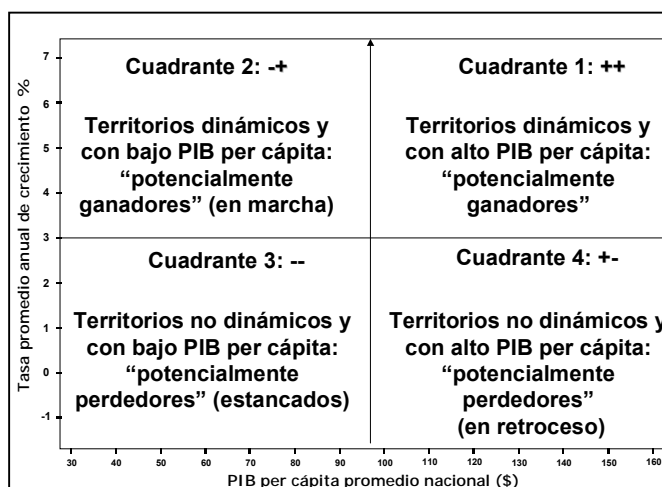 Tasa promedio anual de crecimiento %
7
6
5
4
3
2
1
0
-1
Cuadrante 2: -+
Territorios dinámicos y
con bajo PIB per cápita:
“potencialmente
ganadores” (en marcha)
Cuadrante 1: ++
Territorios dinámicos y
con alto PIB per cápita:
“potencialmente
ganadores”
Cuadrante 3: --
Territorios no dinámicos y
con bajo PIB per cápita:
“potencialmente
perdedores” (estancados)
Cuadrante 4: +-
Territorios no dinámicos y
con alto PIB per cápita:
“potencialmente
perdedores”
(en retroceso)
30 40 50 60 70 80 90 100 110 120 130 140 150 160
PIB per cápita promedio nacional ($)